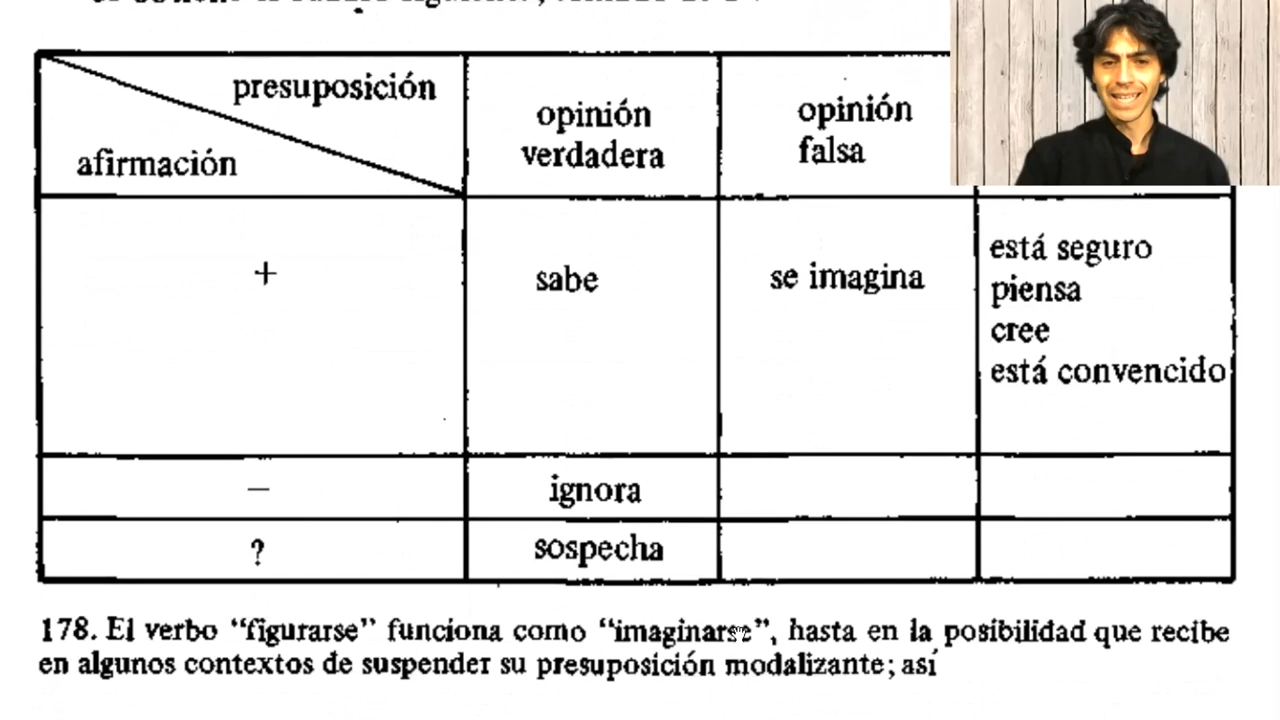 presuposición
afirmación
opinión
verdadera
opinión
falsa
+
sabe
se imagina
está seguro
piensa
cree
está convencido
—
ignora
?
sospecha
178. El verbo “figurarse” funciona como “imaginarse”, hasta en la posibilidad que recibe
en algunos contextos de suspender su presuposición modalizante; así